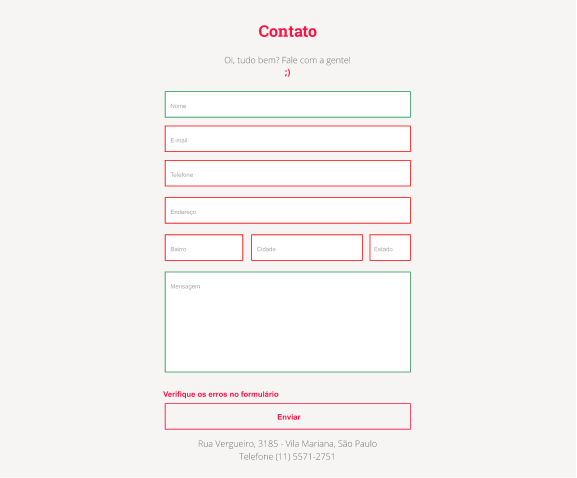 Contato
Oi, tudo bem? Fale com a gente!
;)
Nome
E-mail
Telefone
Endereço
Bairro
Cidade
Estado
Mensagem
Verifique os erros no formulário
Enviar
Rua Vergueiro, 3185 - Vila Mariana, São Paulo
Telefone (11) 5571-2751